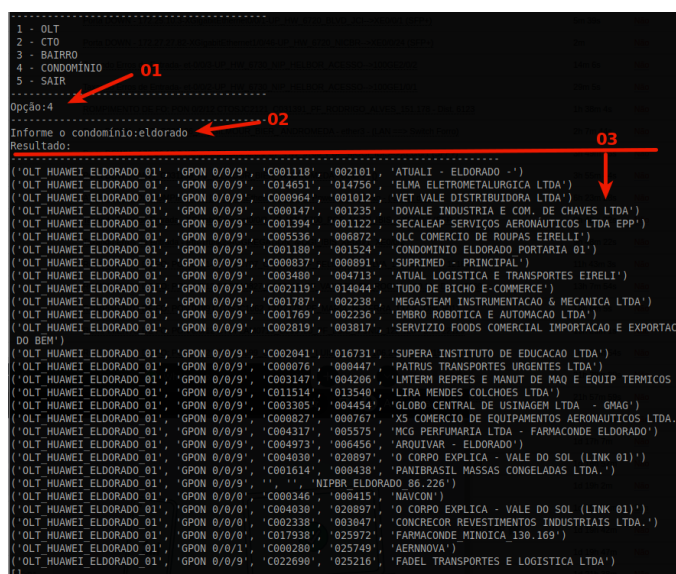 ----------------------------------------
1 - OLT
2 - CTO
3 - BAIRRO
4 - CONDOMÍNIO
5 - SAIR
----------------------------------------
01
Opção:4
----------------------------------------
02
Informe o condomínio:eldorado
Resultado:
03
--------------------------------------------------------------------------------
('OLT_HUAWEI_ELDORADO_01', 'GPON 0/0/9', 'C001118', '002101', 'ATUALI - ELDORADO -')
('OLT_HUAWEI_ELDORADO_01', 'GPON 0/0/9', 'C014651', '014756', 'ELMA ELETROMETALURGICA LTDA')
('OLT_HUAWEI_ELDORADO_01', 'GPON 0/0/9', 'C000964', '001012', 'VET VALE DISTRIBUIDORA LTDA')
('OLT_HUAWEI_ELDORADO_01', 'GPON 0/0/9', 'C000147', '001235', 'DOVALE INDUSTRIA E COM. DE CHAVES LTDA')
('OLT_HUAWEI_ELDORADO_01', 'GPON 0/0/9', 'C001394', '001122', 'SECALEAP SERVIÇOS AERONÁUTICOS LTDA EPP')
('OLT_HUAWEI_ELDORADO_01', 'GPON 0/0/9', 'C005536', '006872', 'QLC COMERCIO DE ROUPAS EIRELLI')
('OLT_HUAWEI_ELDORADO_01', 'GPON 0/0/9', 'C001180', '001524', 'CONDOMINIO ELDORADO PORTARIA 01')
('OLT_HUAWEI_ELDORADO_01', 'GPON 0/0/9', 'C000837', '000891', 'SUPRIMED - PRINCIPAL')
('OLT_HUAWEI_ELDORADO_01', 'GPON 0/0/9', 'C003480', '004713', 'ATUAL LOGISTICA E TRANSPORTES EIRELI')
('OLT_HUAWEI_ELDORADO_01', 'GPON 0/0/9', 'C002119', '014044', 'TUDO DE BICHO E-COMMERCE')
('OLT_HUAWEI_ELDORADO_01', 'GPON 0/0/9', 'C001787', '002238', 'MEGASTEAM INSTRUMENTACAO & MECANICA LTDA')
('OLT_HUAWEI_ELDORADO_01', 'GPON 0/0/9', 'C001769', '002236', 'EMBRO ROBOTICA E AUTOMACAO LTDA')
('OLT_HUAWEI_ELDORADO_01', 'GPON 0/0/9', 'C002819', '003817', 'SERVIZIO FOODS COMERCIAL IMPORTACAO E EXPORTAC
DO BEM')
('OLT_HUAWEI_ELDORADO_01', 'GPON 0/0/9', 'C002041', '016731', 'SUPERA INSTITUTO DE EDUCACAO LTDA')
('OLT_HUAWEI_ELDORADO_01', 'GPON 0/0/9', 'C000076', '000447', 'PATRUS TRANSPORTES URGENTES LTDA')
('OLT_HUAWEI_ELDORADO_01', 'GPON 0/0/9', 'C003147', '004206', 'LMTERM REPRES E MANUT DE MAQ E EQUIP TERMICOS
('OLT_HUAWEI_ELDORADO_01', 'GPON 0/0/9', 'C011514', '013540', 'LIRA MENDES COLCHOES LTDA')
('OLT_HUAWEI_ELDORADO_01', 'GPON 0/0/9', 'C003305', '004454', 'GLOBO CENTRAL DE USINAGEM LTDA  - GMAG')
('OLT_HUAWEI_ELDORADO_01', 'GPON 0/0/9', 'C000827', '000767', 'X5 COMERCIO DE EQUIPAMENTOS AERONAUTICOS LTDA.
('OLT_HUAWEI_ELDORADO_01', 'GPON 0/0/9', 'C004317', '005575', 'MCG PERFUMARIA LTDA - FARMACONDE ELDORADO')
('OLT_HUAWEI_ELDORADO_01', 'GPON 0/0/9', 'C004973', '006456', 'ARQUIVAR - ELDORADO')
('OLT_HUAWEI_ELDORADO_01', 'GPON 0/0/9', 'C004030', '020897', 'O CORPO EXPLICA - VALE DO SOL (LINK 01)')
('OLT_HUAWEI_ELDORADO_01', 'GPON 0/0/9', 'C001614', '000438', 'PANIBRASIL MASSAS CONGELADAS LTDA.')
('OLT_HUAWEI_ELDORADO_01', 'GPON 0/0/9', '', '', 'NIPBR_ELDORADO_86.226')
('OLT_HUAWEI_ELDORADO_01', 'GPON 0/0/0', 'C000346', '000415', 'NAVCON')
('OLT_HUAWEI_ELDORADO_01', 'GPON 0/0/0', 'C004030', '020897', 'O CORPO EXPLICA - VALE DO SOL (LINK 01)')
('OLT_HUAWEI_ELDORADO_01', 'GPON 0/0/0', 'C002338', '003047', 'CONCRECOR REVESTIMENTOS INDUSTRIAIS LTDA.')
('OLT_HUAWEI_ELDORADO_01', 'GPON 0/0/0', 'C017938', '025972', 'FARMACONDE_MINOICA_130.169')
('OLT_HUAWEI_ELDORADO_01', 'GPON 0/0/1', 'C000280', '025749', 'AERNNOVA')
('OLT_HUAWEI_ELDORADO_01', 'GPON 0/0/9', 'C022690', '025216', 'FADEL TRANSPORTES E LOGISTICA LTDA')
[]